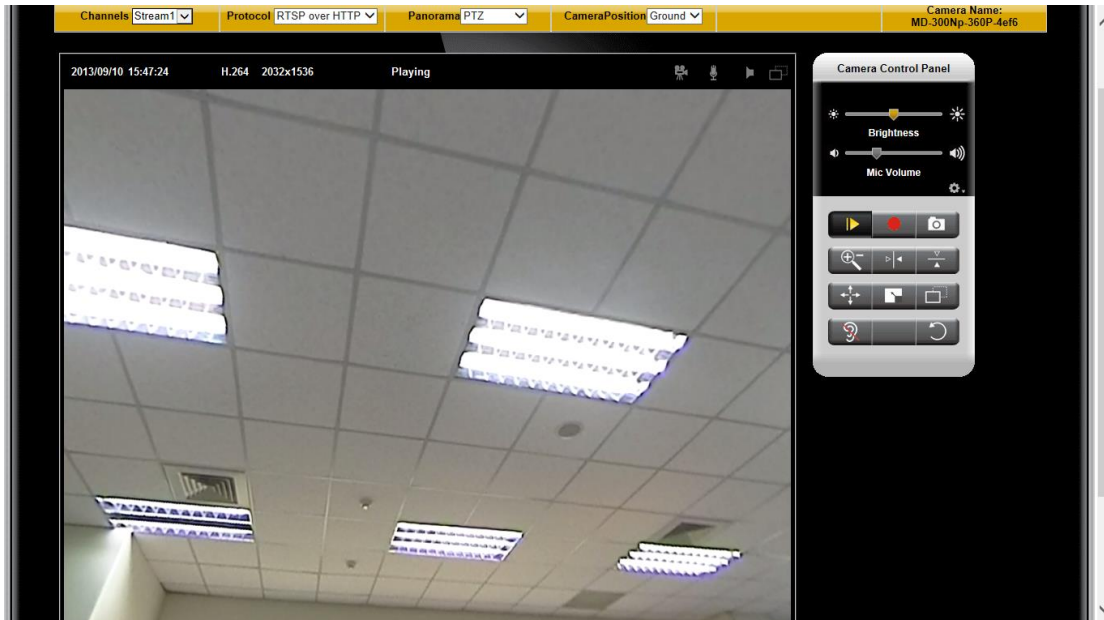 Channels Stream1 Protocol RTSP over HTTP Panorama PTZ CameraPosition Ground Camera Name:
MD-300Np-360P-4ef6
2013/09/10 15:47:24 H.264 2032x1536 Playing
Camera Control Panel
Brightness
Mic Volume